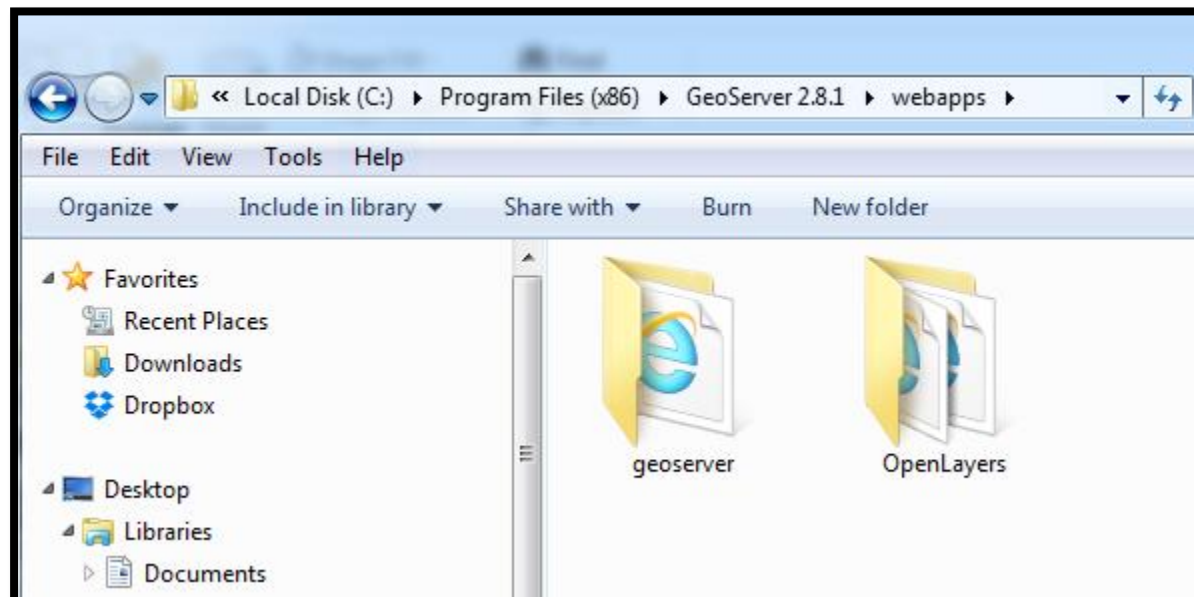 « Local Disk (C:) ▸ Program Files (x86) ▸ GeoServer 2.8.1 ▸ webapps ▸
File Edit View Tools Help
Organize Include in library Share with Burn New folder
Favorites
Recent Places
Downloads
Dropbox
Desktop
Libraries
Documents
geoserver OpenLayers